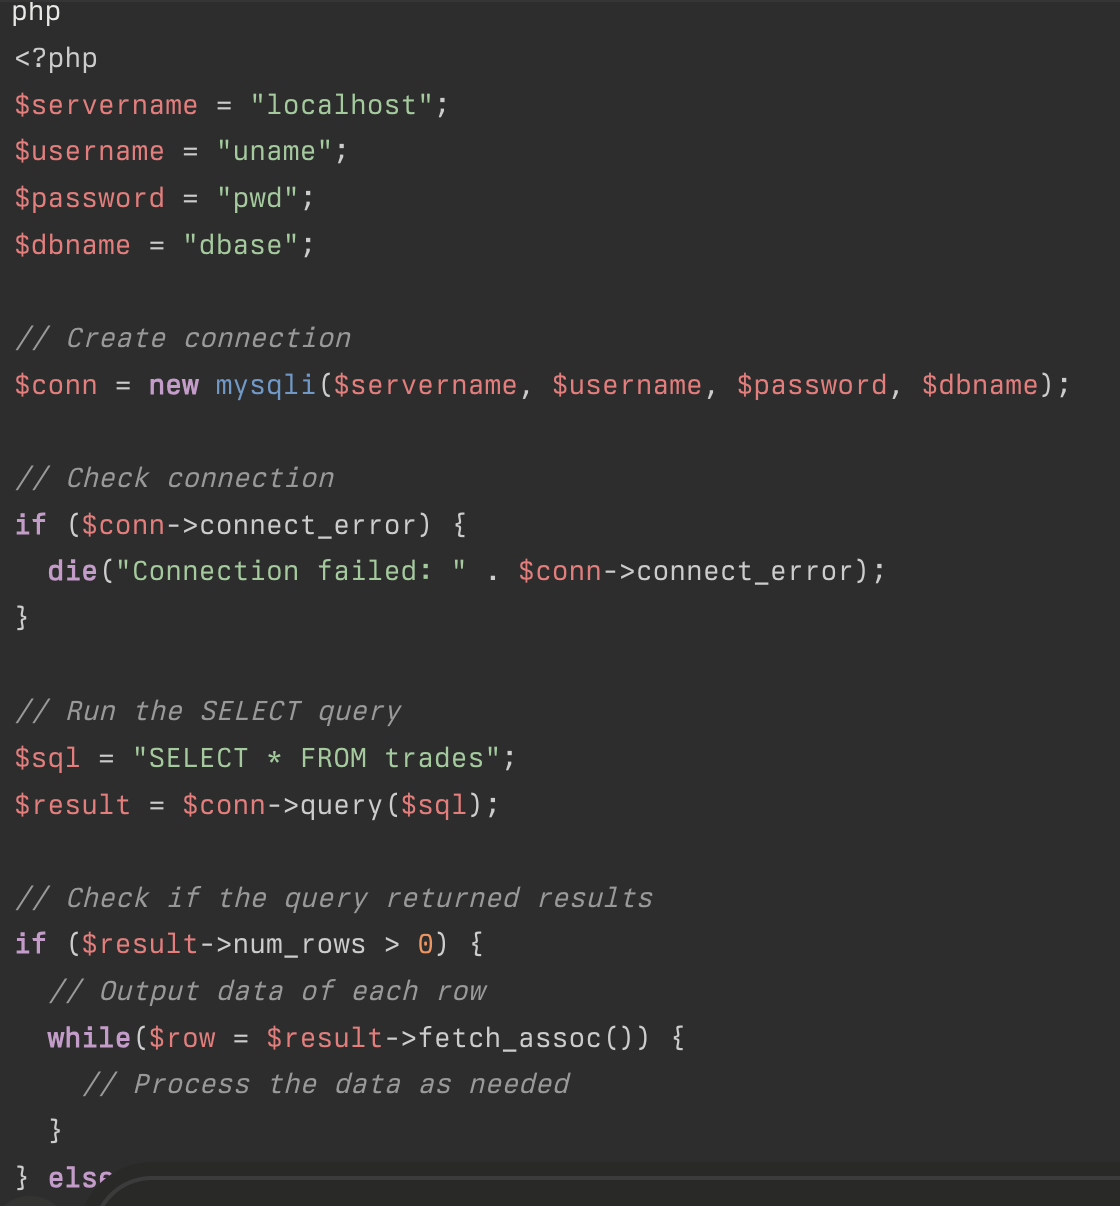 php
<?php
$servername = "localhost";
$username = "uname";
$password = "pwd";
$dbname = "dbase";
// Create connection
$conn = new mysqli($servername, $username, $password, $dbname);
// Check connection
if ($conn->connect_error) {
  die("Connection failed: " . $conn->connect_error);
}
// Run the SELECT query
$sql = "SELECT * FROM trades";
$result = $conn->query($sql);
// Check if the query returned results
if ($result->num_rows > 0) {
  // Output data of each row
  while($row = $result->fetch_assoc()) {
    // Process the data as needed
  }
} else